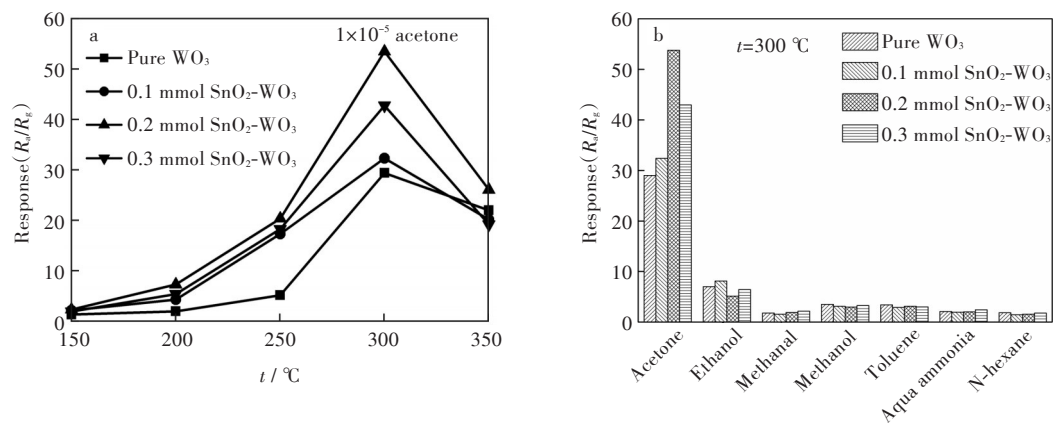 60
50
40
30
20
10
0
Response(Rₐ/R_g)
a
1×10⁻⁵ acetone
Pure WO₃
0.1 mmol SnO₂-WO₃
0.2 mmol SnO₂-WO₃
0.3 mmol SnO₂-WO₃
150
200
250
300
350
t / ℃
60
50
40
30
20
10
0
Response(Rₐ/R_g)
b
t=300 ℃
Pure WO₃
0.1 mmol SnO₂-WO₃
0.2 mmol SnO₂-WO₃
0.3 mmol SnO₂-WO₃
Acetone
Ethanol
Methanal
Methanol
Toluene
Aqua ammonia
N-hexane